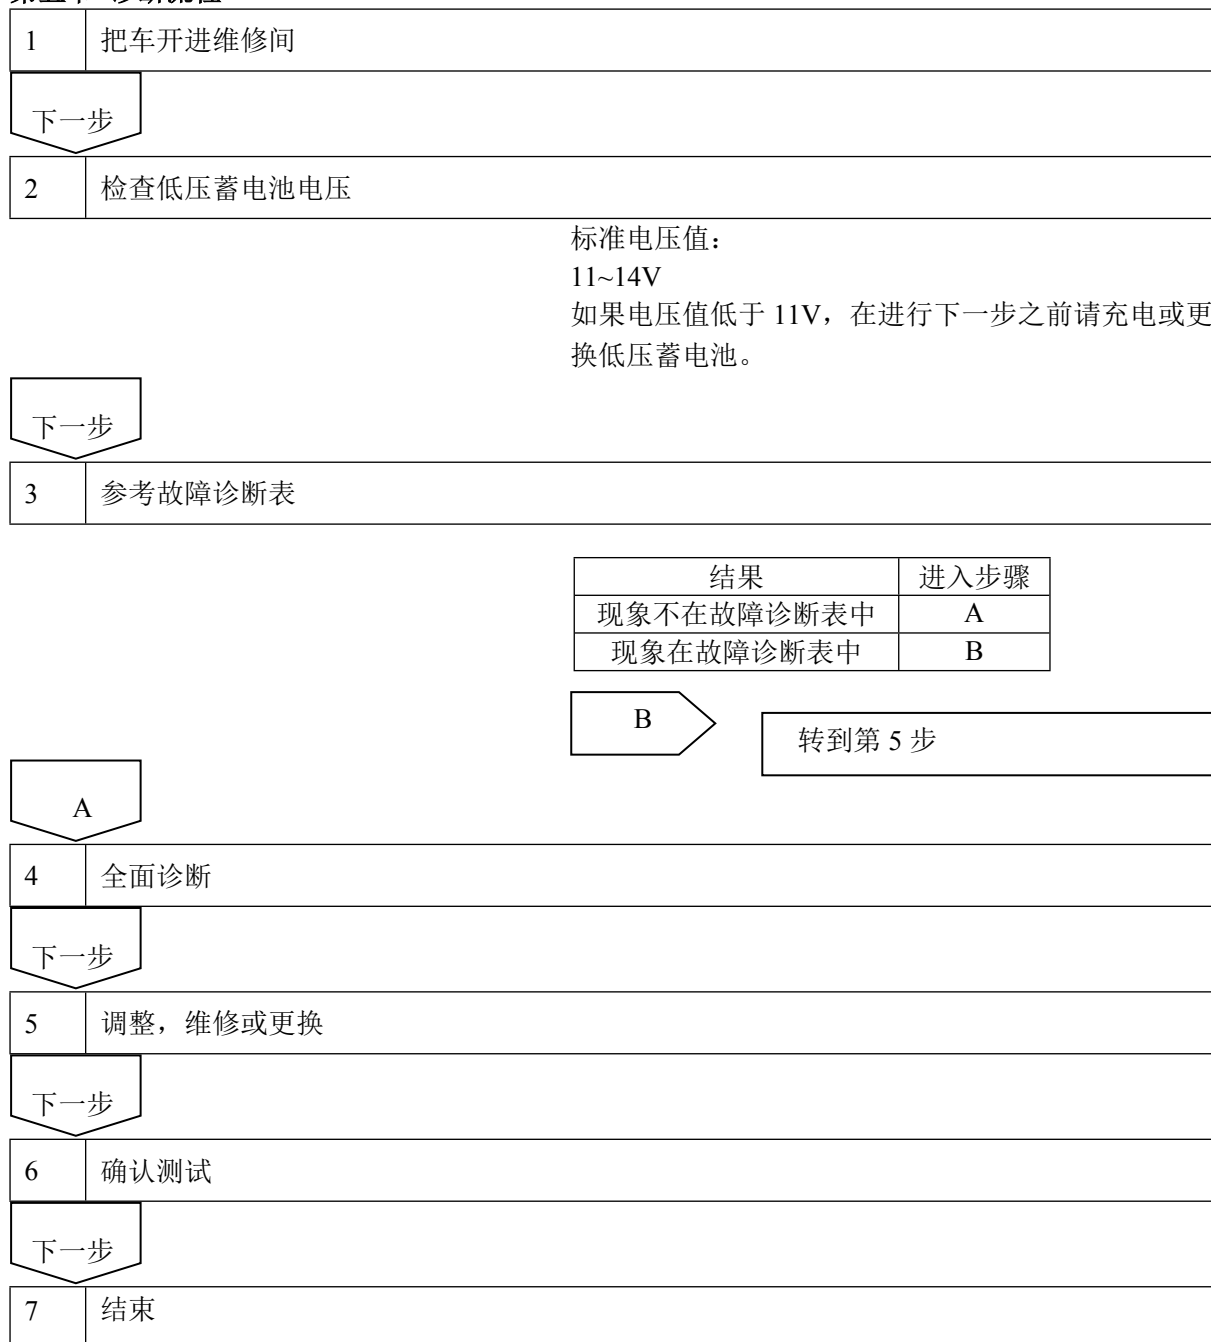 1 把车开进维修间
下一步
2 检查低压蓄电池电压
标准电压值：
11~14V
如果电压值低于 11V，在进行下一步之前请充电或更
换低压蓄电池。
下一步
3 参考故障诊断表
结果 进入步骤
现象不在故障诊断表中 A
现象在故障诊断表中 B
B 转到第 5 步
A
4 全面诊断
下一步
5 调整，维修或更换
下一步
6 确认测试
下一步
7 结束